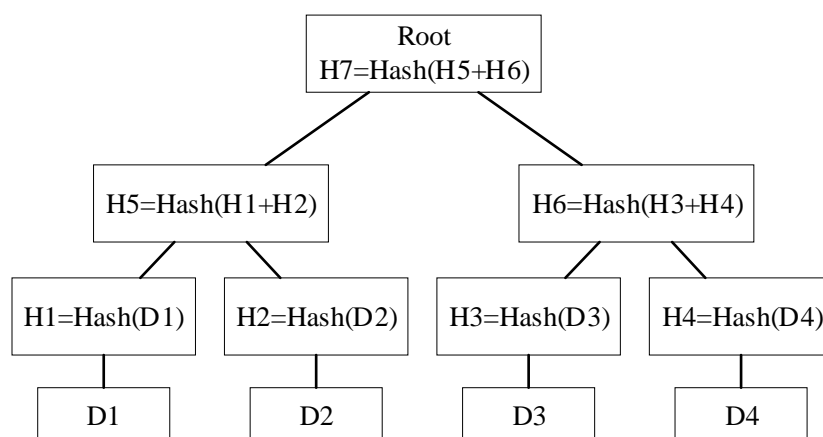 Root
H7=Hash(H5+H6)
H5=Hash(H1+H2)
H6=Hash(H3+H4)
H1=Hash(D1)
H2=Hash(D2)
H3=Hash(D3)
H4=Hash(D4)
D1
D2
D3
D4